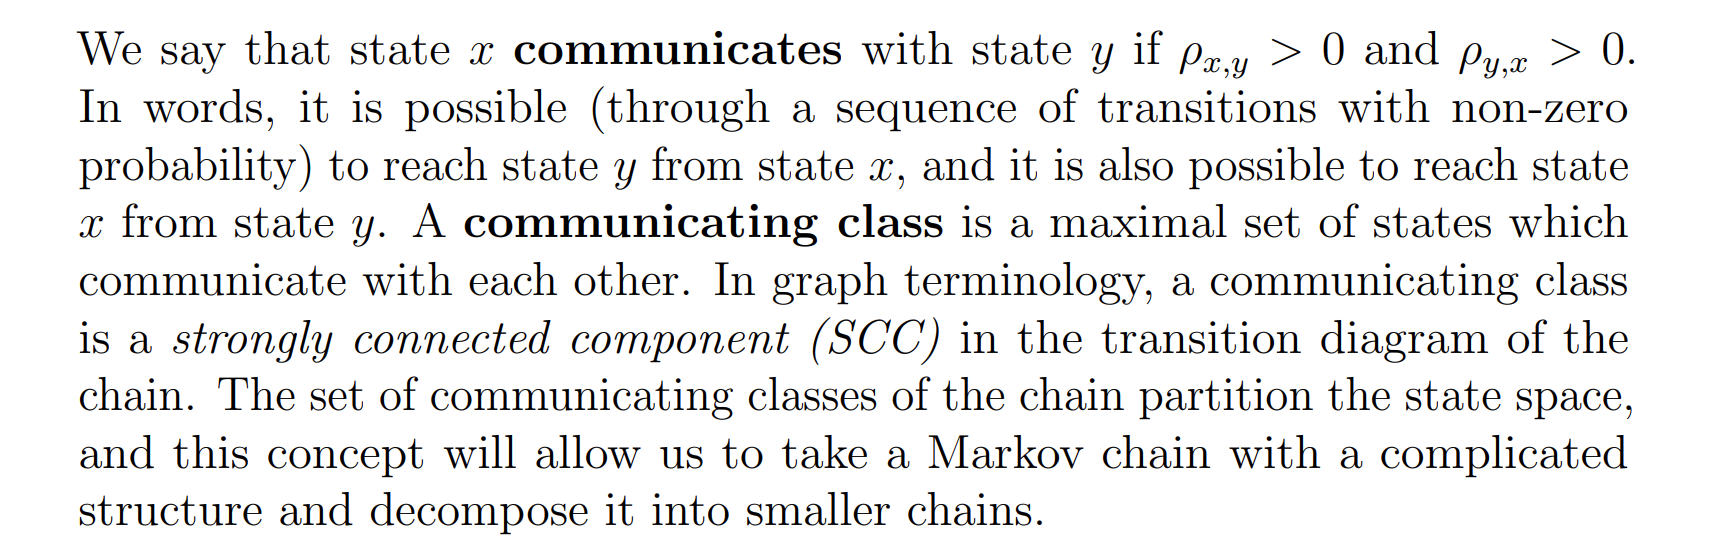 We say that state x communicates with state y if ρx,y > 0 and ρy,x > 0.
In words, it is possible (through a sequence of transitions with non-zero
probability) to reach state y from state x, and it is also possible to reach state
x from state y. A communicating class is a maximal set of states which
communicate with each other. In graph terminology, a communicating class
is a strongly connected component (SCC) in the transition diagram of the
chain. The set of communicating classes of the chain partition the state space,
and this concept will allow us to take a Markov chain with a complicated
structure and decompose it into smaller chains.